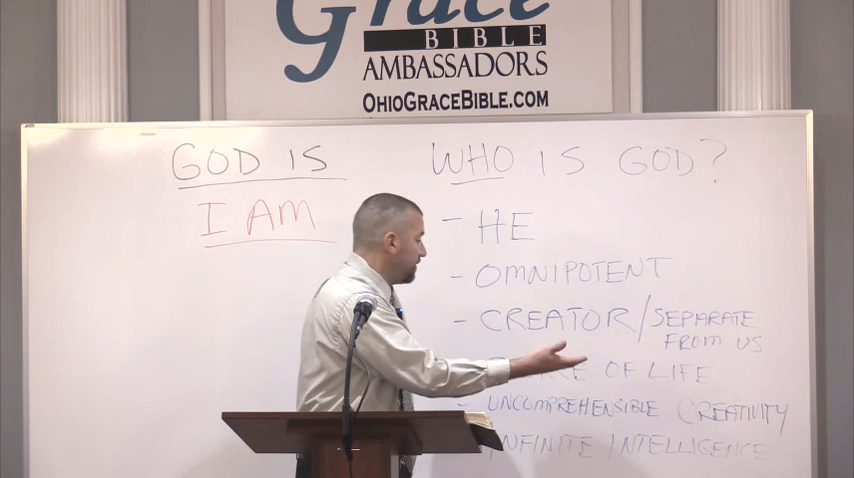 Grace
BIBLE
AMBASSADORS
OHIOGRACEBIBLE.COM
GOD IS
I AM
WHO IS GOD?
- HE
- OMNIPOTENT
- CREATOR/SEPARATE
FROM US
OF LIFE
- UNCOMPREHENSIBLE CREATIVITY
INFINITE INTELLIGENCE